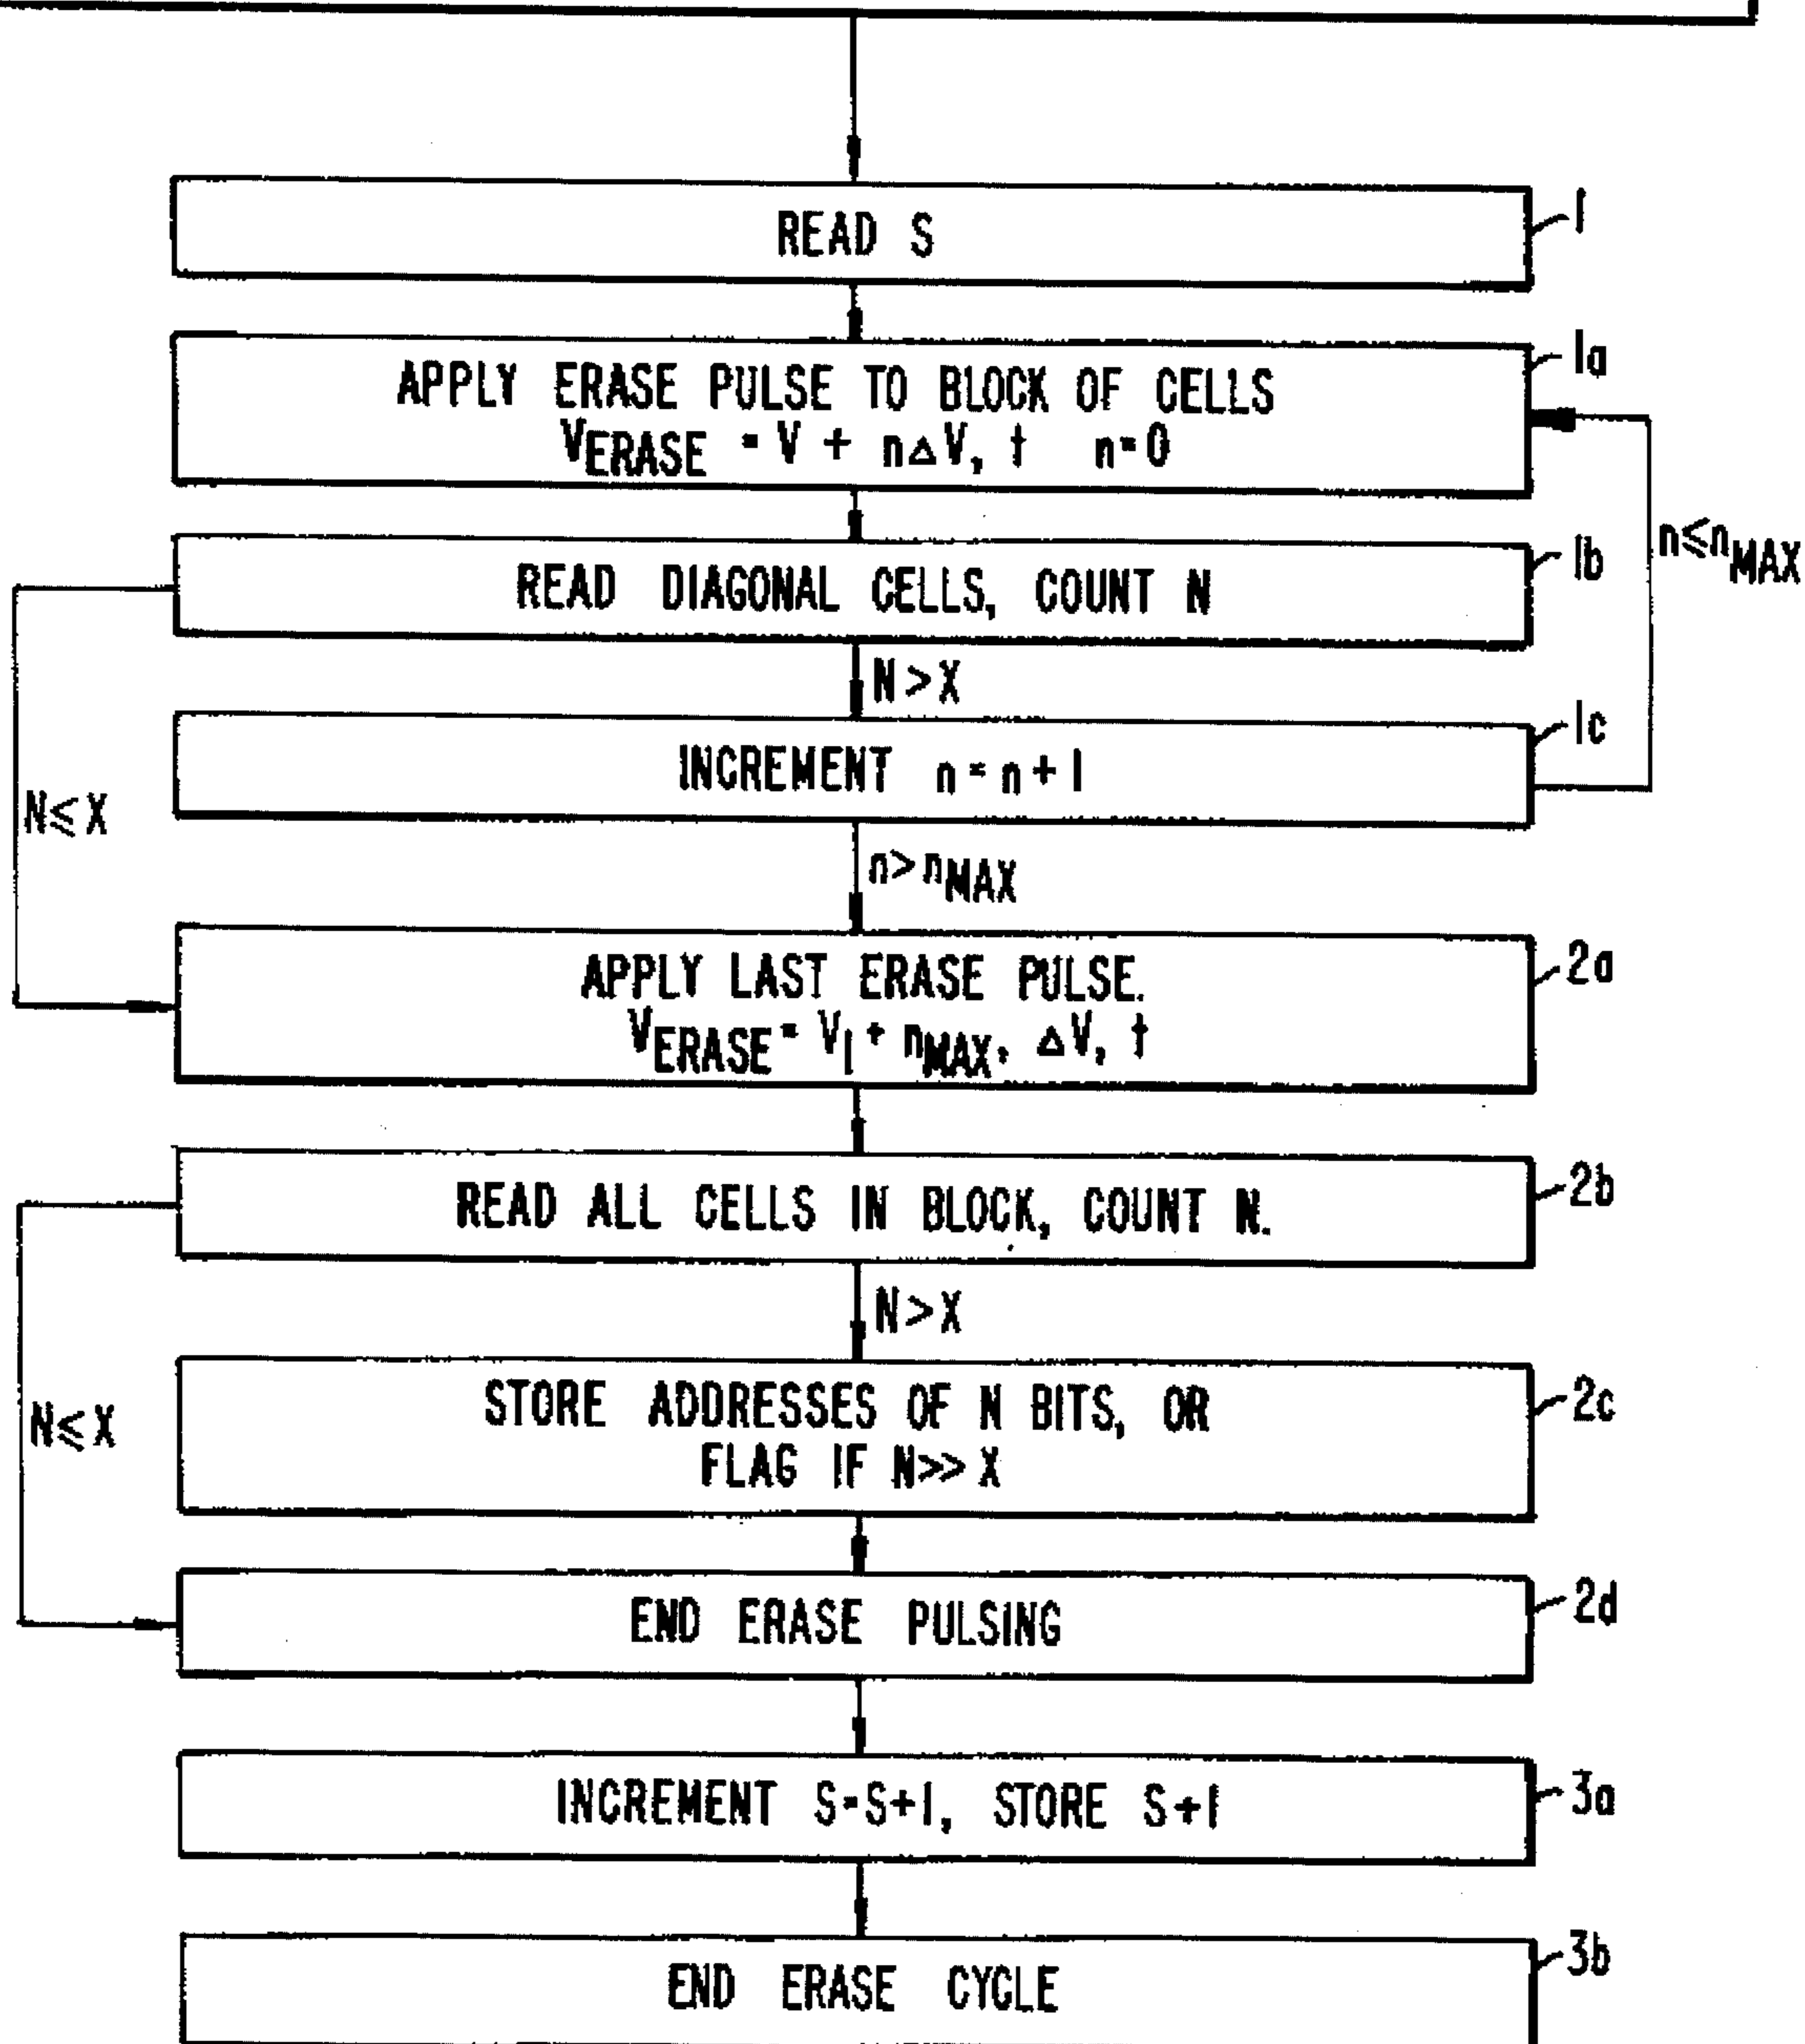 READ S
1
APPLY ERASE PULSE TO BLOCK OF CELLS
VERASE = V + n∆V, t n=0
1a
n≤nMAX
READ DIAGONAL CELLS, COUNT N
1b
N>X
INCREMENT n=n+1
1c
N≤X
n>nMAX
APPLY LAST ERASE PULSE.
VERASE= V1+ nMAX, ∆V, t
2a
READ ALL CELLS IN BLOCK, COUNT N.
2b
N>X
STORE ADDRESSES OF N BITS, OR
FLAG IF N>>X
2c
N≤X
END ERASE PULSING
2d
INCREMENT S=S+1, STORE S+1
3a
END ERASE CYCLE
3b